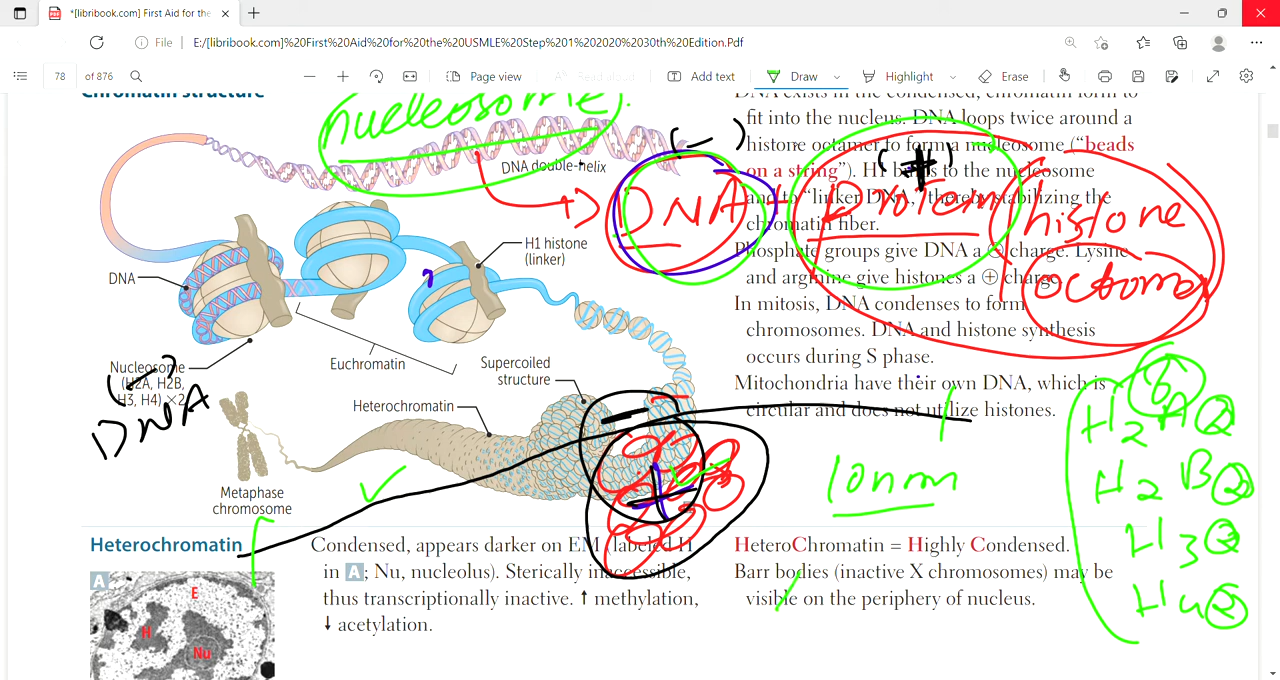 *[libribook.com] First Aid for the
File
E:/[libribook.com]%20First%20Aid%20for%20the%20USMLE%20Step%201%202020%2030th%20Edition.Pdf
78 of 876
Page view
Read aloud
Add text
Draw
Highlight
Erase
Chromatin structure
nucleosome
DNA double-helix
DNA
Protein
histone
octomer
H1 histone
(linker)
DNA
Nucleosome
(H2A, H2B,
H3, H4) ×2
(-)
DNA
Euchromatin
Supercoiled
structure
Heterochromatin
Metaphase
chromosome
DNA exists in the condensed, chromatin form to
fit into the nucleus. DNA loops twice around a
histone octamer to form a nucleosome ("beads
on a string"). H1 binds to the nucleosome
and to "linker DNA," thereby stabilizing the
chromatin fiber.
Phosphate groups give DNA a ⊖ charge. Lysine
and arginine give histones a ⊕ charge.
In mitosis, DNA condenses to form
chromosomes. DNA and histone synthesis
occurs during S phase.
Mitochondria have their own DNA, which is
circular and does not utilize histones.
10nm
H2A 2
H2 B 2
H3 2
H4 2
Heterochromatin
A
E
H
Nu
Condensed, appears darker on EM (labeled H
in A; Nu, nucleolus). Sterically inaccessible,
thus transcriptionally inactive. ↑ methylation,
↓ acetylation.
HeteroChromatin = Highly Condensed.
Barr bodies (inactive X chromosomes) may be
visible on the periphery of nucleus.